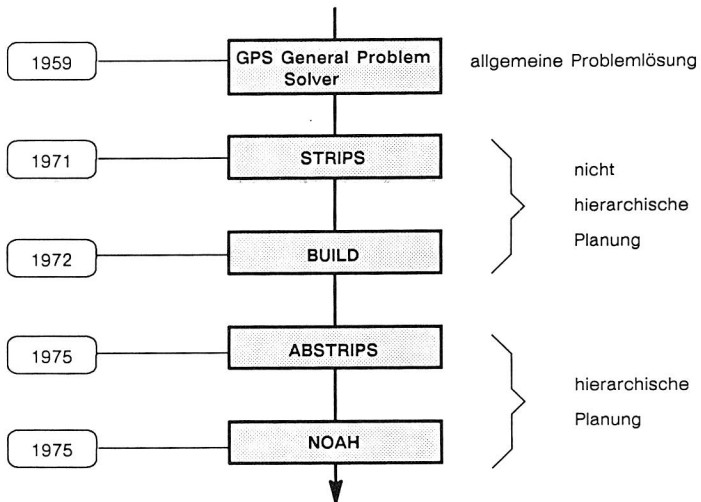 1959
GPS General Problem
Solver
allgemeine Problemlösung
1971
STRIPS
nicht
hierarchische
Planung
1972
BUILD
1975
ABSTRIPS
hierarchische
Planung
1975
NOAH